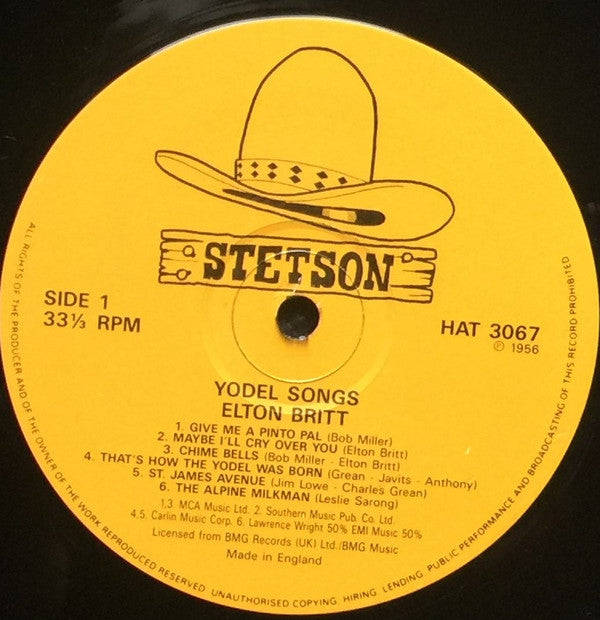 STETSON
SIDE 1
33⅓ RPM
HAT 3067
℗ 1956
YODEL SONGS
ELTON BRITT
1. GIVE ME A PINTO PAL (Bob Miller)
2. MAYBE I'LL CRY OVER YOU (Elton Britt)
3. CHIME BELLS (Bob Miller - Elton Britt)
4. THAT'S HOW THE YODEL WAS BORN (Grean - Javits - Anthony)
5. ST. JAMES AVENUE (Jim Lowe - Charles Grean)
6. THE ALPINE MILKMAN (Leslie Sarong)
1,3 MCA Music Ltd. 2. Southern Music Pub. Co. Ltd.
4,5. Carlin Music Corp. 6. Lawrence Wright 50% EMI Music 50%
Licensed from BMG Records (UK) Ltd./BMG Music
Made in England
ALL RIGHTS OF THE PRODUCER AND OF THE OWNER OF THE WORK REPRODUCED RESERVED. UNAUTHORISED COPYING, HIRING, LENDING, PUBLIC PERFORMANCE AND BROADCASTING OF THIS RECORD PROHIBITED